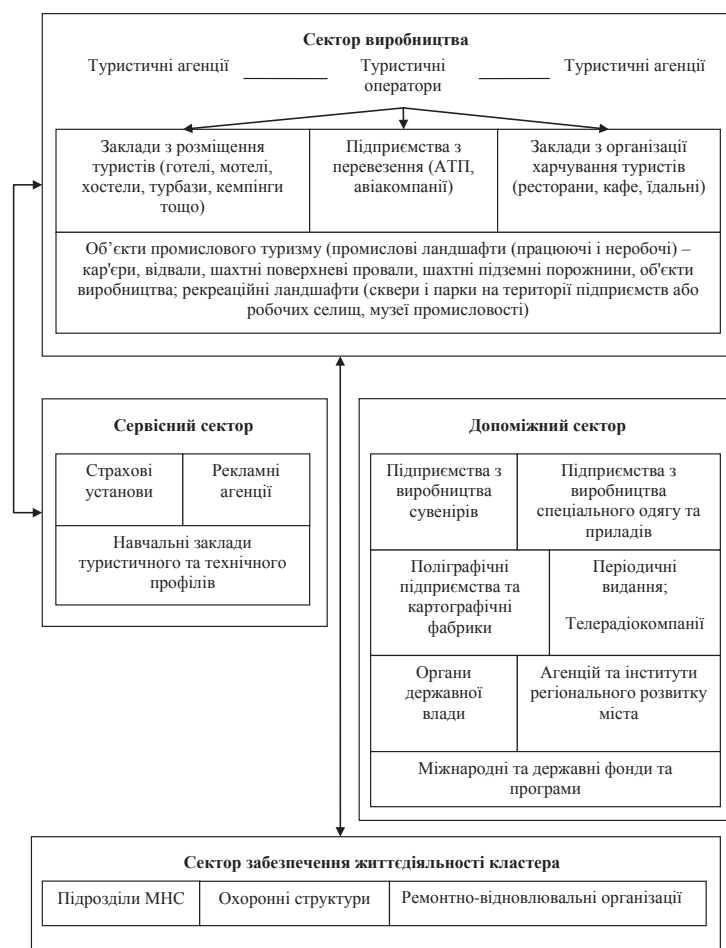 Сектор виробництва
Туристичні агенції
Туристичні
оператори
Туристичні агенції
Заклади з розміщення
туристів (готелі, мотелі,
хостели, турбази, кемпінги
тощо)
Підприємства з
перевезення (АТП,
авіакомпанії)
Заклади з організації
харчування туристів
(ресторани, кафе, їдальні)
Об’єкти промислового туризму (промислові ландшафти (працюючі і неробочі) –
кар'єри, відвали, шахтні поверхневі провали, шахтні підземні порожнини, об'єкти
виробництва; рекреаційні ландшафти (сквери і парки на території підприємств або
робочих селищ, музеї промисловості)
Сервісний сектор
Страхові
установи
Рекламні
агенції
Навчальні заклади
туристичного та технічного
профілів
Допоміжний сектор
Підприємства з
виробництва
сувенірів
Підприємства з
виробництва
спеціального одягу та
приладів
Поліграфічні
підприємства та
картографічні
фабрики
Періодичні
видання;
Телерадіокомпанії
Органи
державної
влади
Агенцій та інститути
регіонального розвитку
міста
Міжнародні та державні фонди та
програми
Сектор забезпечення життєдіяльності кластера
Підрозділи МНС
Охоронні структури
Ремонтно-відновлювальні організації